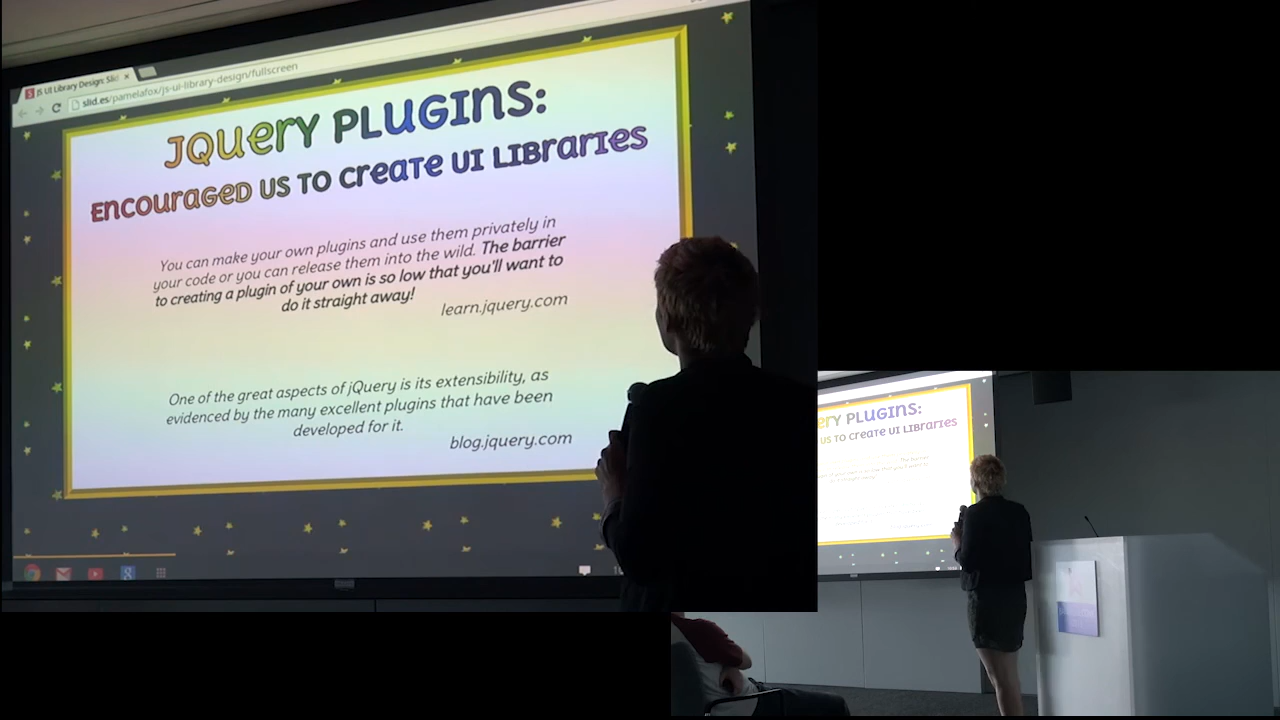 JS UI Library Design: Slid
slid.es/pamelafox/js-ui-library-design/fullscreen
JQUERY PLUGINS:
ENCOURAGED US TO CREATE UI LIBRARIES
You can make your own plugins and use them privately in
your code or you can release them into the wild. The barrier
to creating a plugin of your own is so low that you'll want to
do it straight away!
learn.jquery.com
One of the great aspects of jQuery is its extensibility, as
evidenced by the many excellent plugins that have been
developed for it.
blog.jquery.com
ERY PLUGINS:
US TO CREATE UI LIBRARIES